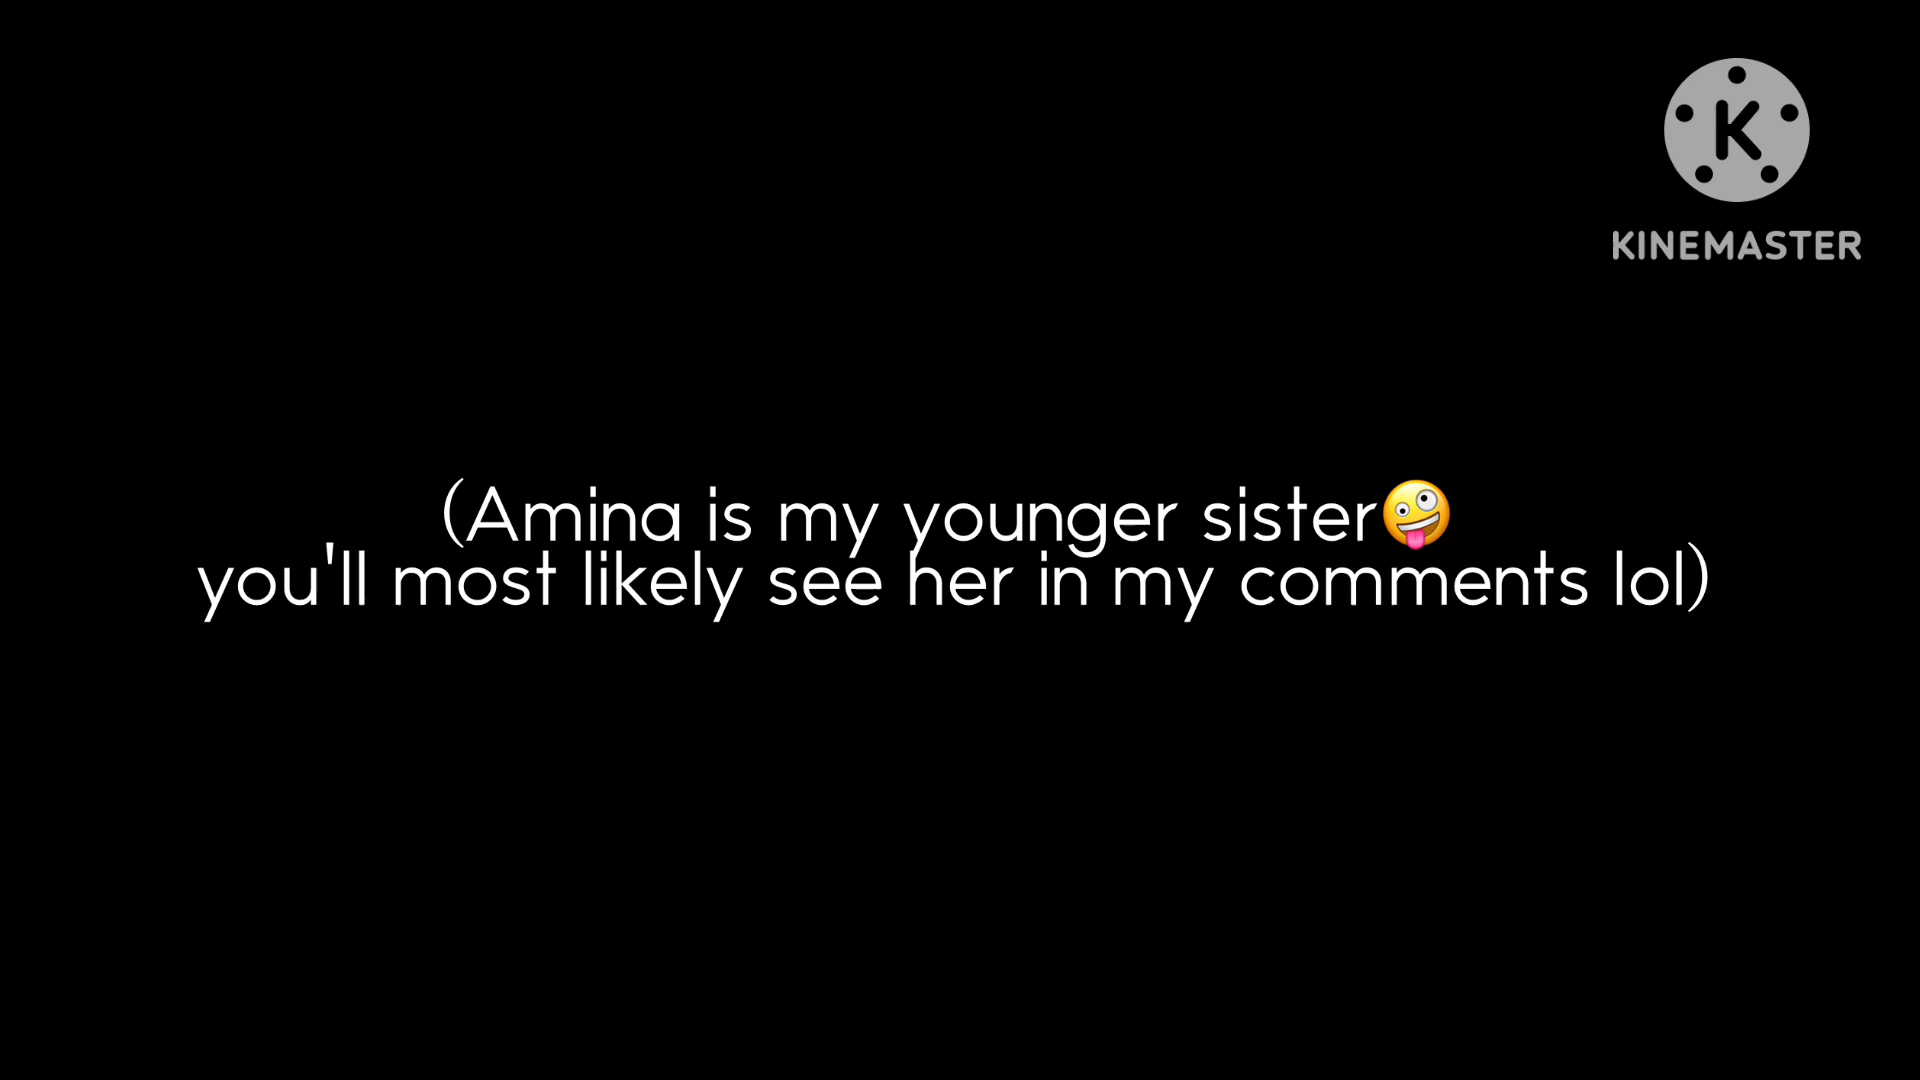 K
KINEMASTER
(Amina is my younger sister🤪
you'll most likely see her in my comments lol)